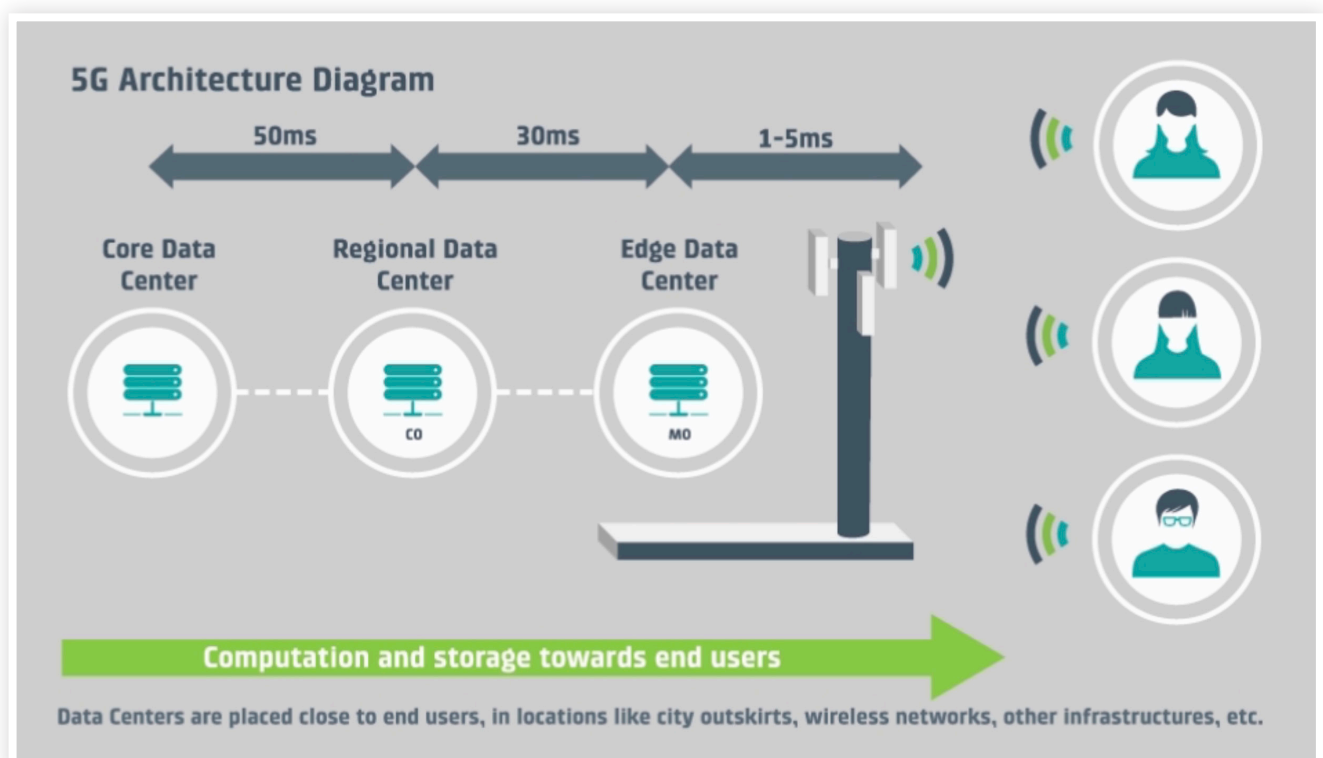 5G Architecture Diagram
50ms
30ms
1-5ms
Core Data
Center
Regional Data
Center
Edge Data
Center
CO
MO
Computation and storage towards end users
Data Centers are placed close to end users, in locations like city outskirts, wireless networks, other infrastructures, etc.